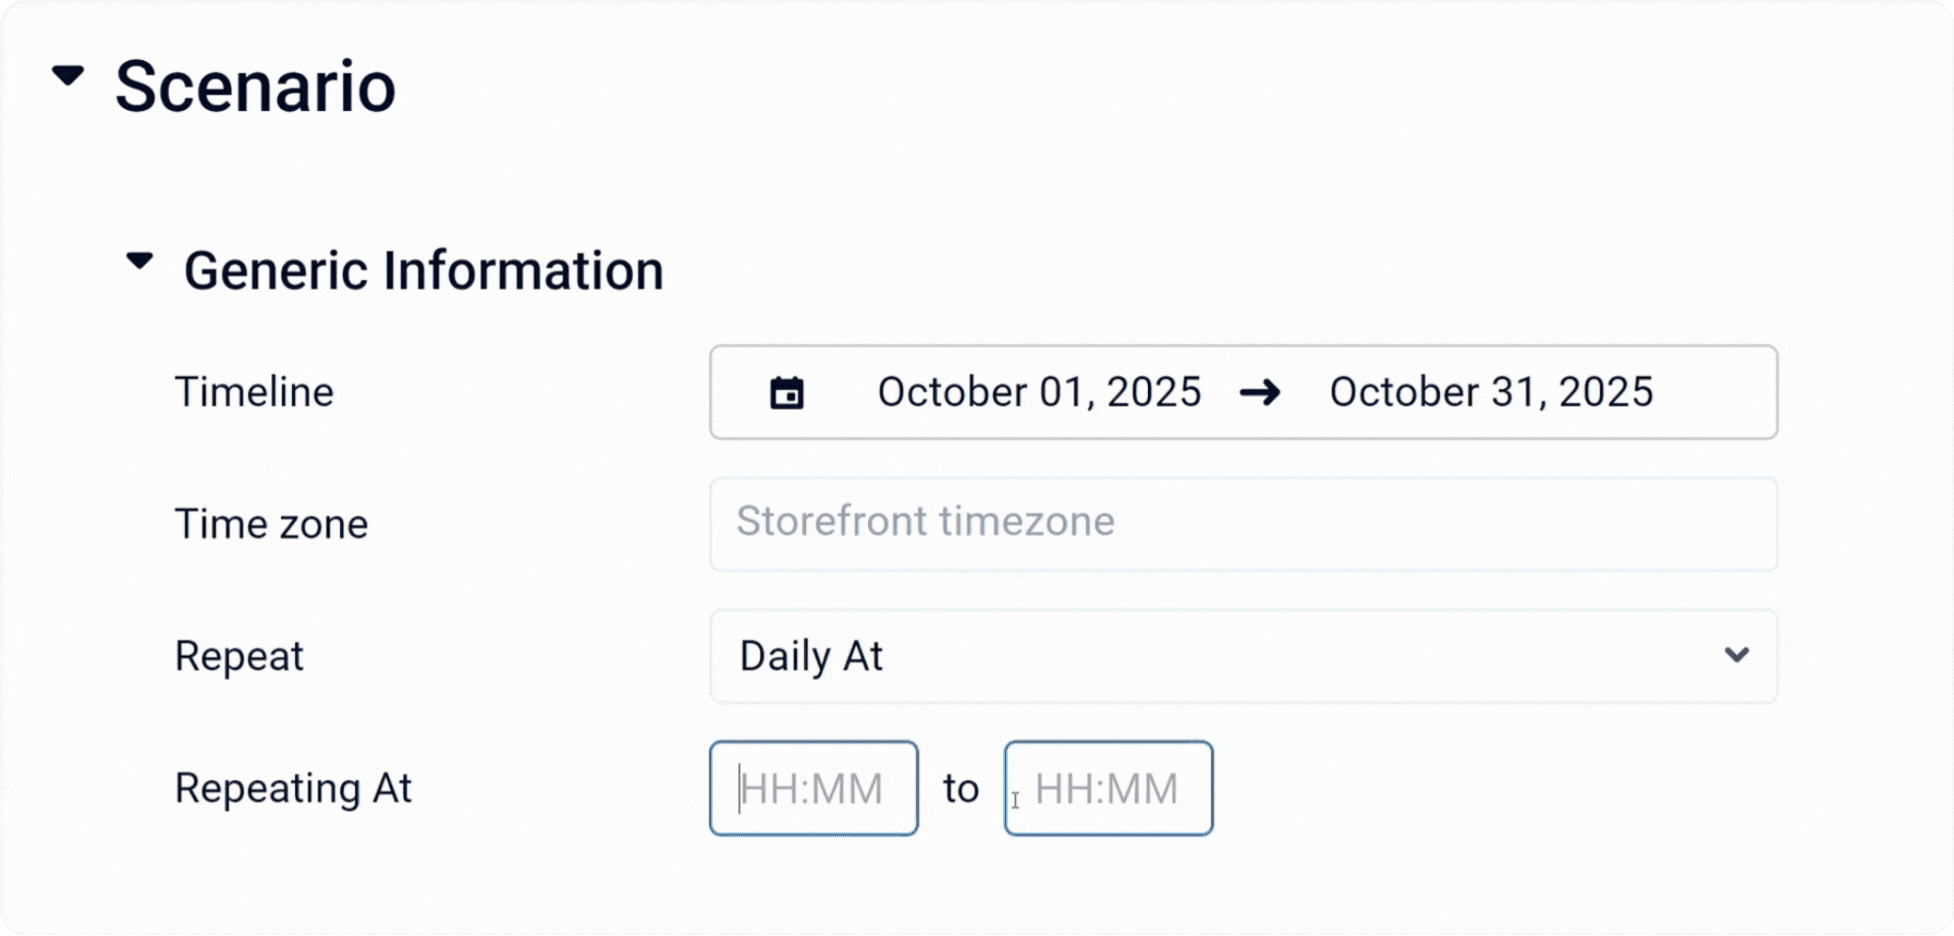 Scenario
Generic Information
Timeline October 01, 2025 → October 31, 2025
Time zone Storefront timezone
Repeat Daily At
Repeating At HH:MM to HH:MM